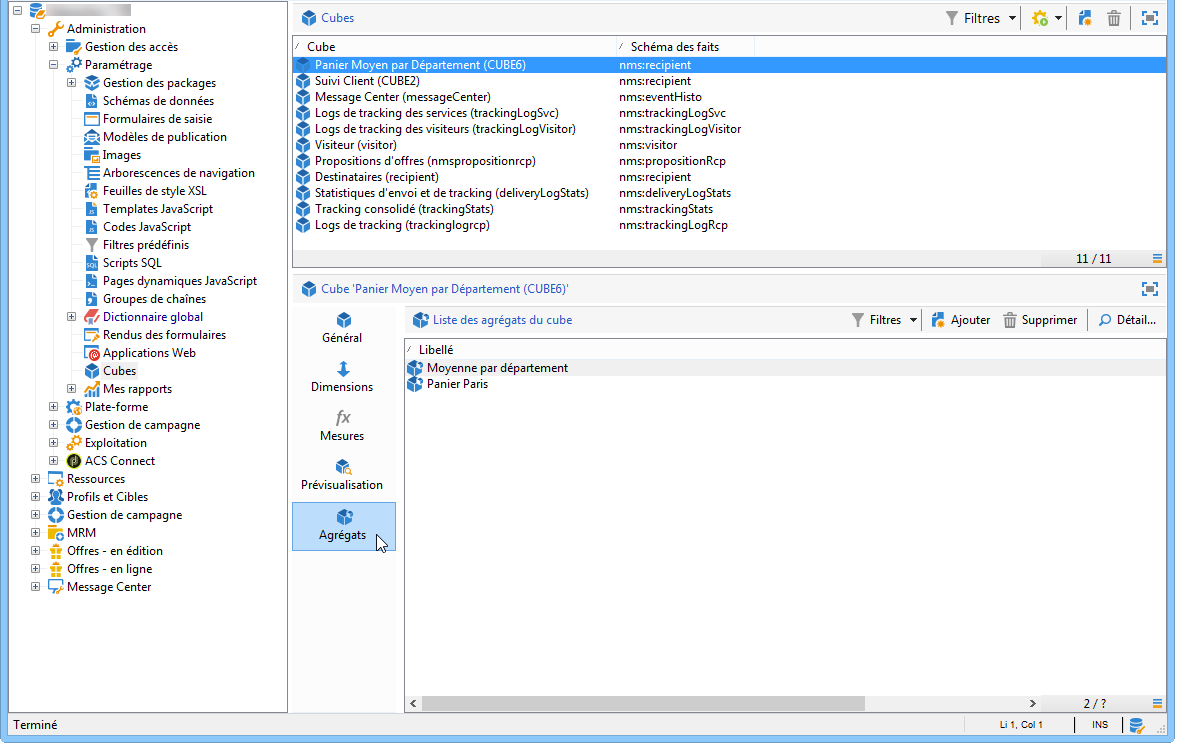 Administration
Gestion des accès
Paramétrage
Gestion des packages
Schémas de données
Formulaires de saisie
Modèles de publication
Images
Arborescences de navigation
Feuilles de style XSL
Templates JavaScript
Codes JavaScript
Filtres prédéfinis
Scripts SQL
Pages dynamiques JavaScript
Groupes de chaînes
Dictionnaire global
Rendus des formulaires
Applications Web
Cubes
Mes rapports
Plate-forme
Gestion de campagne
Exploitation
ACS Connect
Ressources
Profils et Cibles
Gestion de campagne
MRM
Offres - en édition
Offres - en ligne
Message Center
Cubes Filtres
Cube Schéma des faits
Panier Moyen par Département (CUBE6) nms:recipient
Suivi Client (CUBE2) nms:recipient
Message Center (messageCenter) nms:eventHisto
Logs de tracking des services (trackingLogSvc) nms:trackingLogSvc
Logs de tracking des visiteurs (trackingLogVisitor) nms:trackingLogVisitor
Visiteur (visitor) nms:visitor
Propositions d'offres (nmspropositionrcp) nms:propositionRcp
Destinataires (recipient) nms:recipient
Statistiques d'envoi et de tracking (deliveryLogStats) nms:deliveryLogStats
Tracking consolidé (trackingStats) nms:trackingStats
Logs de tracking (trackinglogrcp) nms:trackingLogRcp
11 / 11
Cube 'Panier Moyen par Département (CUBE6)'
Général
Dimensions
fx
Mesures
Prévisualisation
Agrégats
Liste des agrégats du cube Filtres Ajouter Supprimer Détail...
Libellé
Moyenne par département
Panier Paris
2 / ?
Terminé Li 1, Col 1 INS